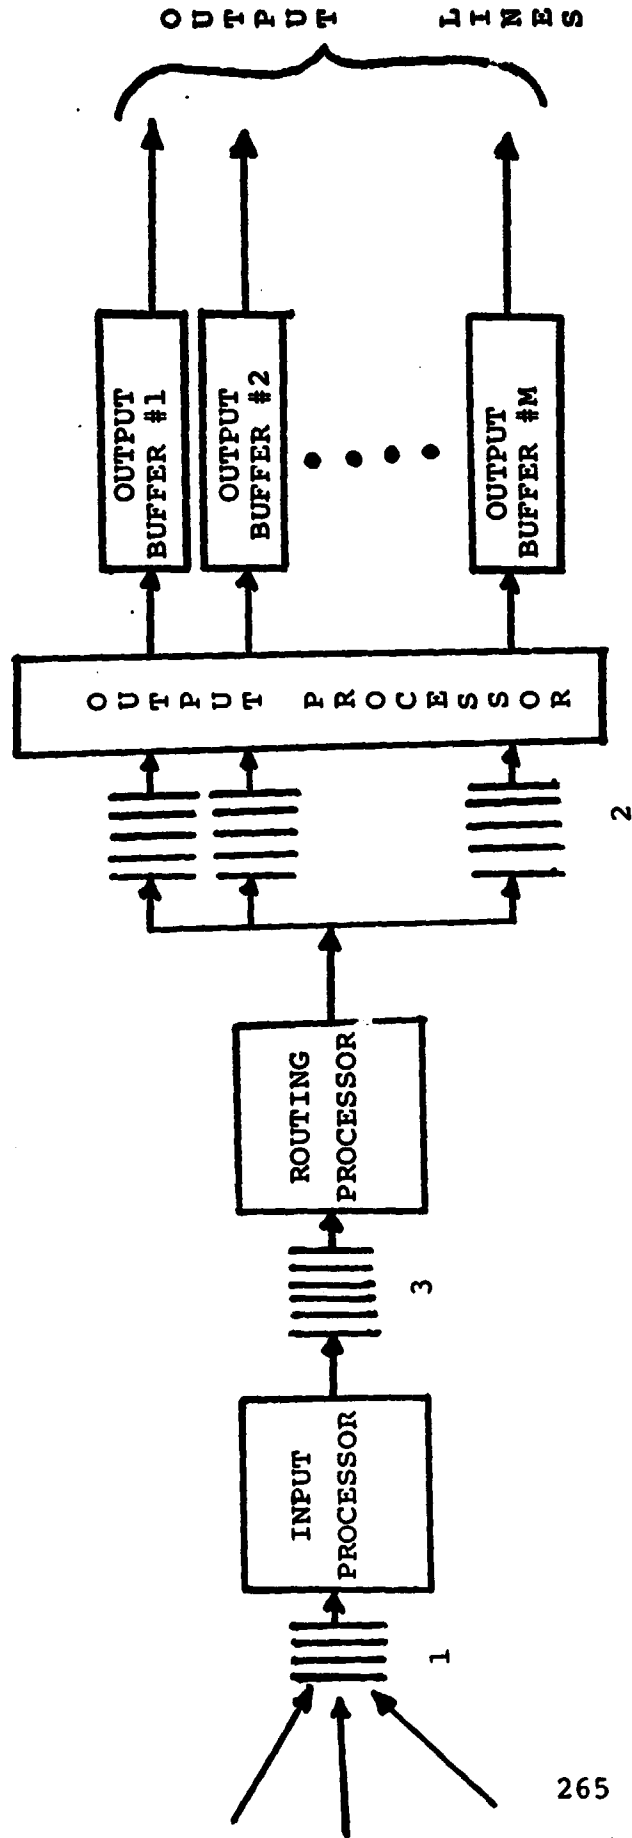 1
INPUT
PROCESSOR
3
ROUTING
PROCESSOR
2
OUTPUT PROCESSOR
OUTPUT
BUFFER #1
OUTPUT
BUFFER #2
OUTPUT
BUFFER #M
OUTPUT LINES
265